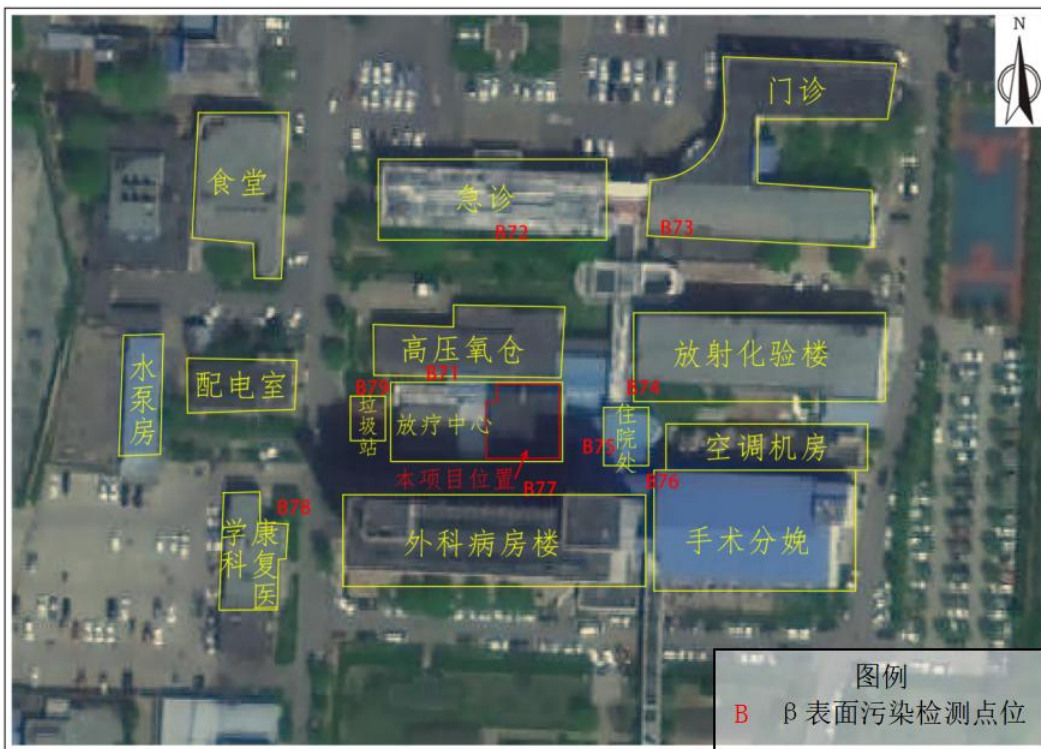 N
门诊
食堂
急诊
B72
B73
高压氧仓
放射化验楼
水泵房
配电室
B71
B79
B74
垃圾站
放疗中心
住院处
B75
空调机房
本项目位置
B77
B76
B78
康复医学科
外科病房楼
手术分娩
图例
B β表面污染检测点位